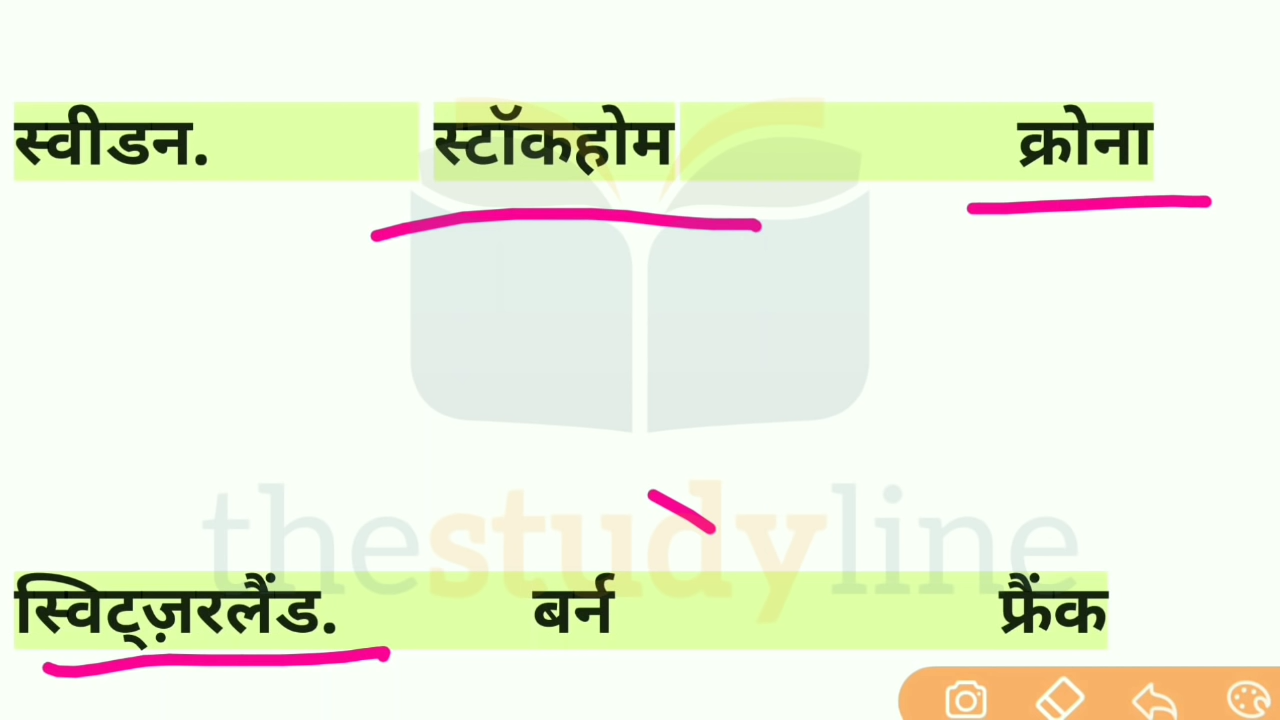 स्वीडन. स्टॉकहोम क्रोना
thestudyline
स्विट्ज़रलैंड. बर्न फ्रैंक